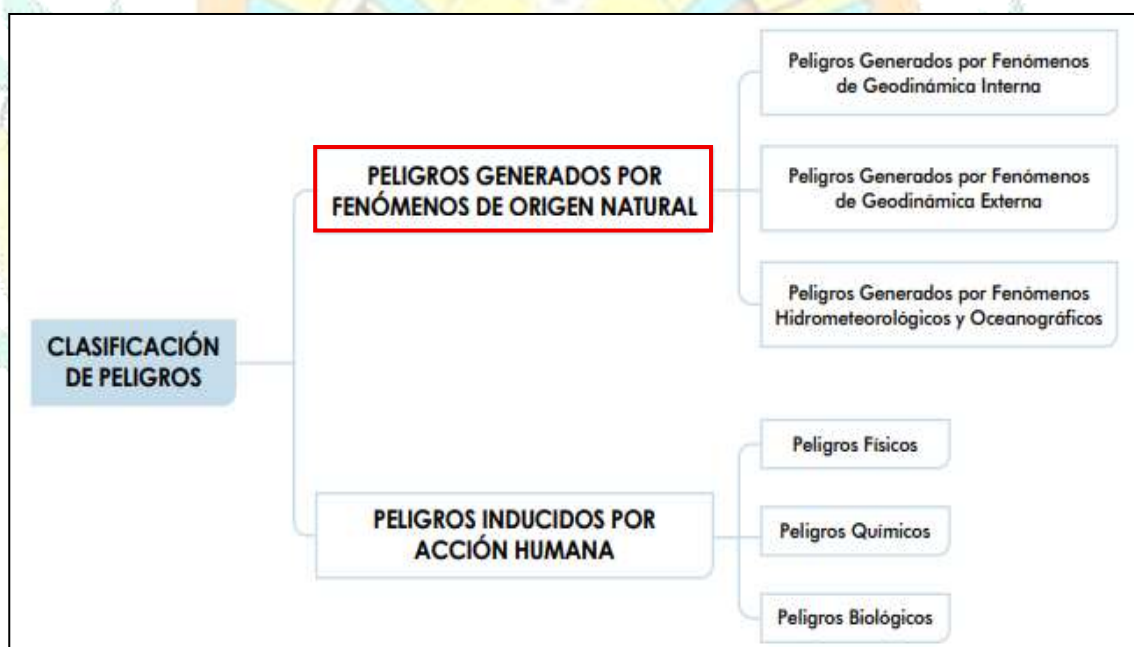 CLASIFICACIÓN
DE PELIGROS
PELIGROS GENERADOS POR
FENÓMENOS DE ORIGEN NATURAL
Peligros Generados por Fenómenos
de Geodinámica Interna
Peligros Generados por Fenómenos
de Geodinámica Externa
Peligros Generados por Fenómenos
Hidrometeorológicos y Oceanográficos
PELIGROS INDUCIDOS POR
ACCIÓN HUMANA
Peligros Físicos
Peligros Químicos
Peligros Biológicos